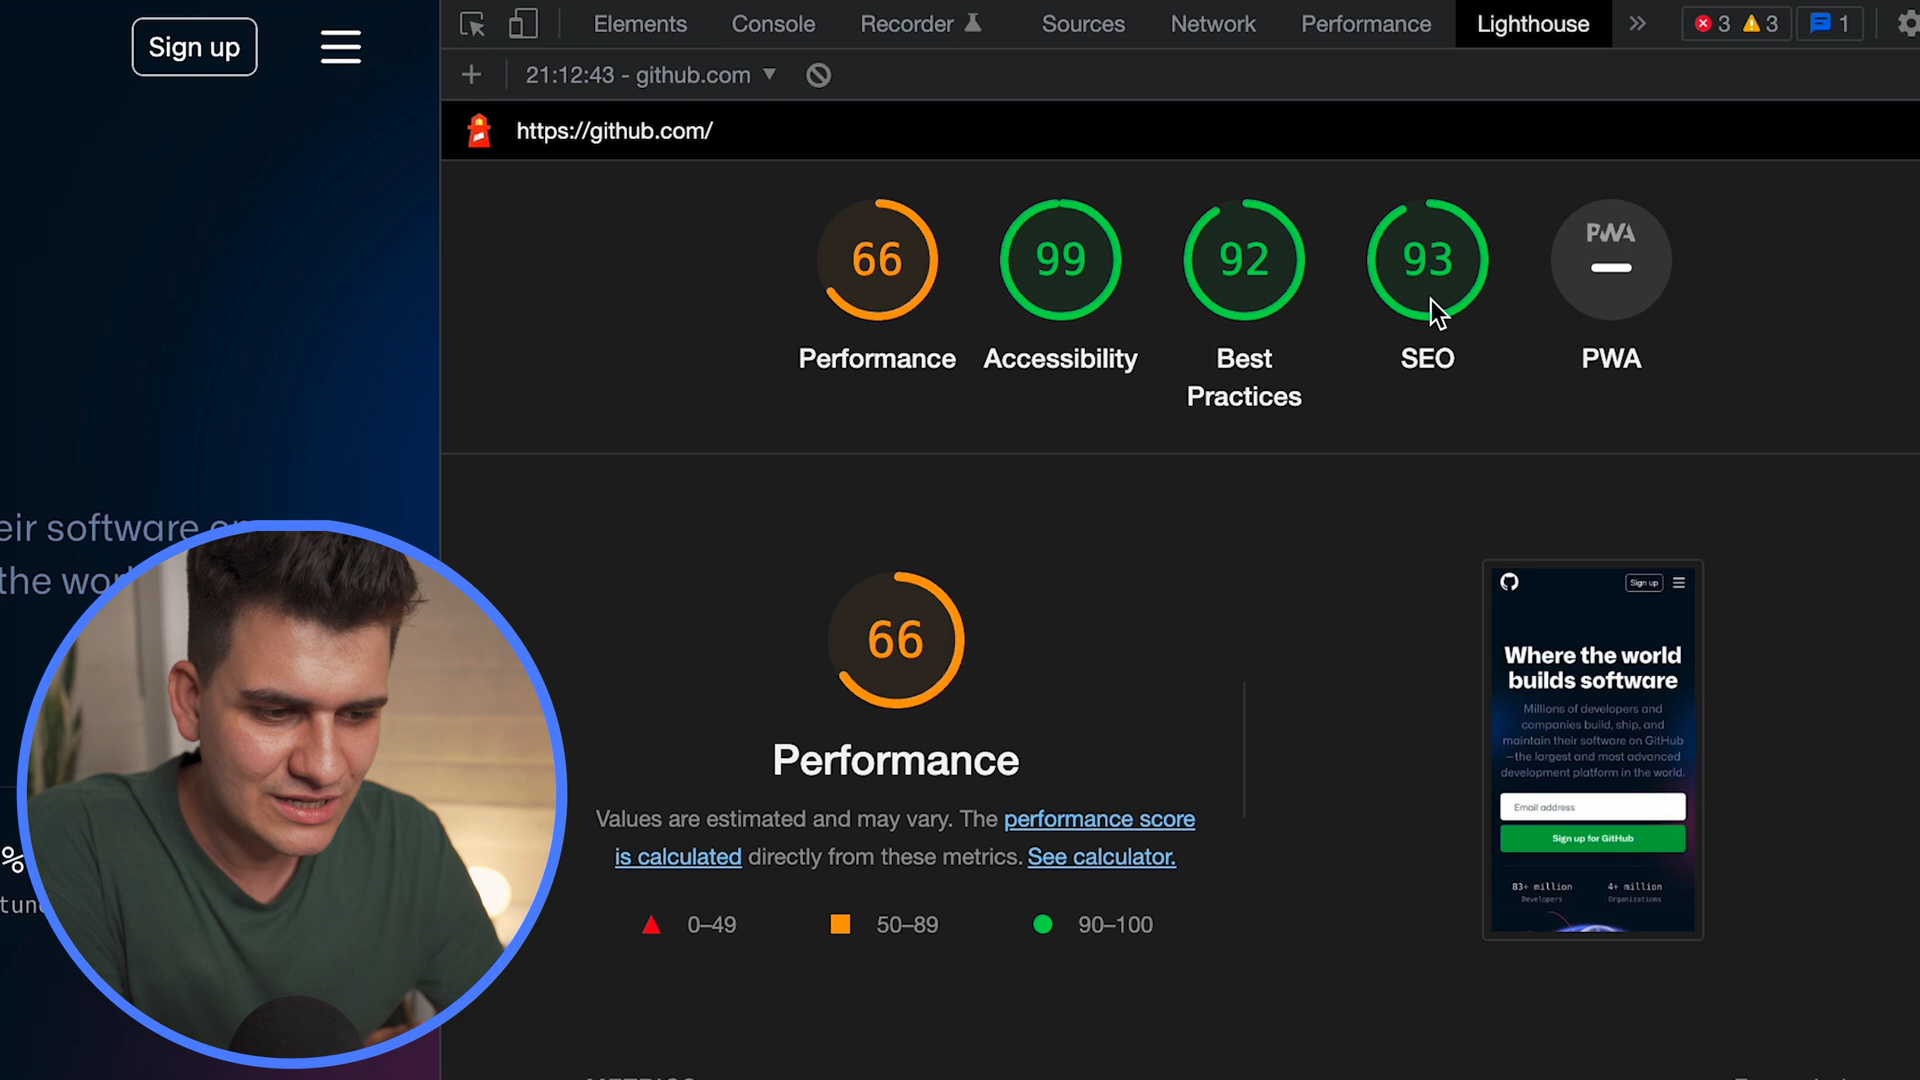 Sign up
Elements Console Recorder Sources Network Performance Lighthouse
3 3 1
21:12:43 - github.com
https://github.com/
66 99 92 93 PWA
Performance Accessibility Best Practices SEO PWA
eir software
the wor
%
tune
66
Performance
Values are estimated and may vary. The performance score
is calculated directly from these metrics. See calculator.
0–49 50–89 90–100
Sign up
Where the world
builds software
Millions of developers and
companies build, ship, and
maintain their software on GitHub
—the largest and most advanced
development platform in the world.
Email address
Sign up for GitHub
83+ million 4+ million
Developers Organizations